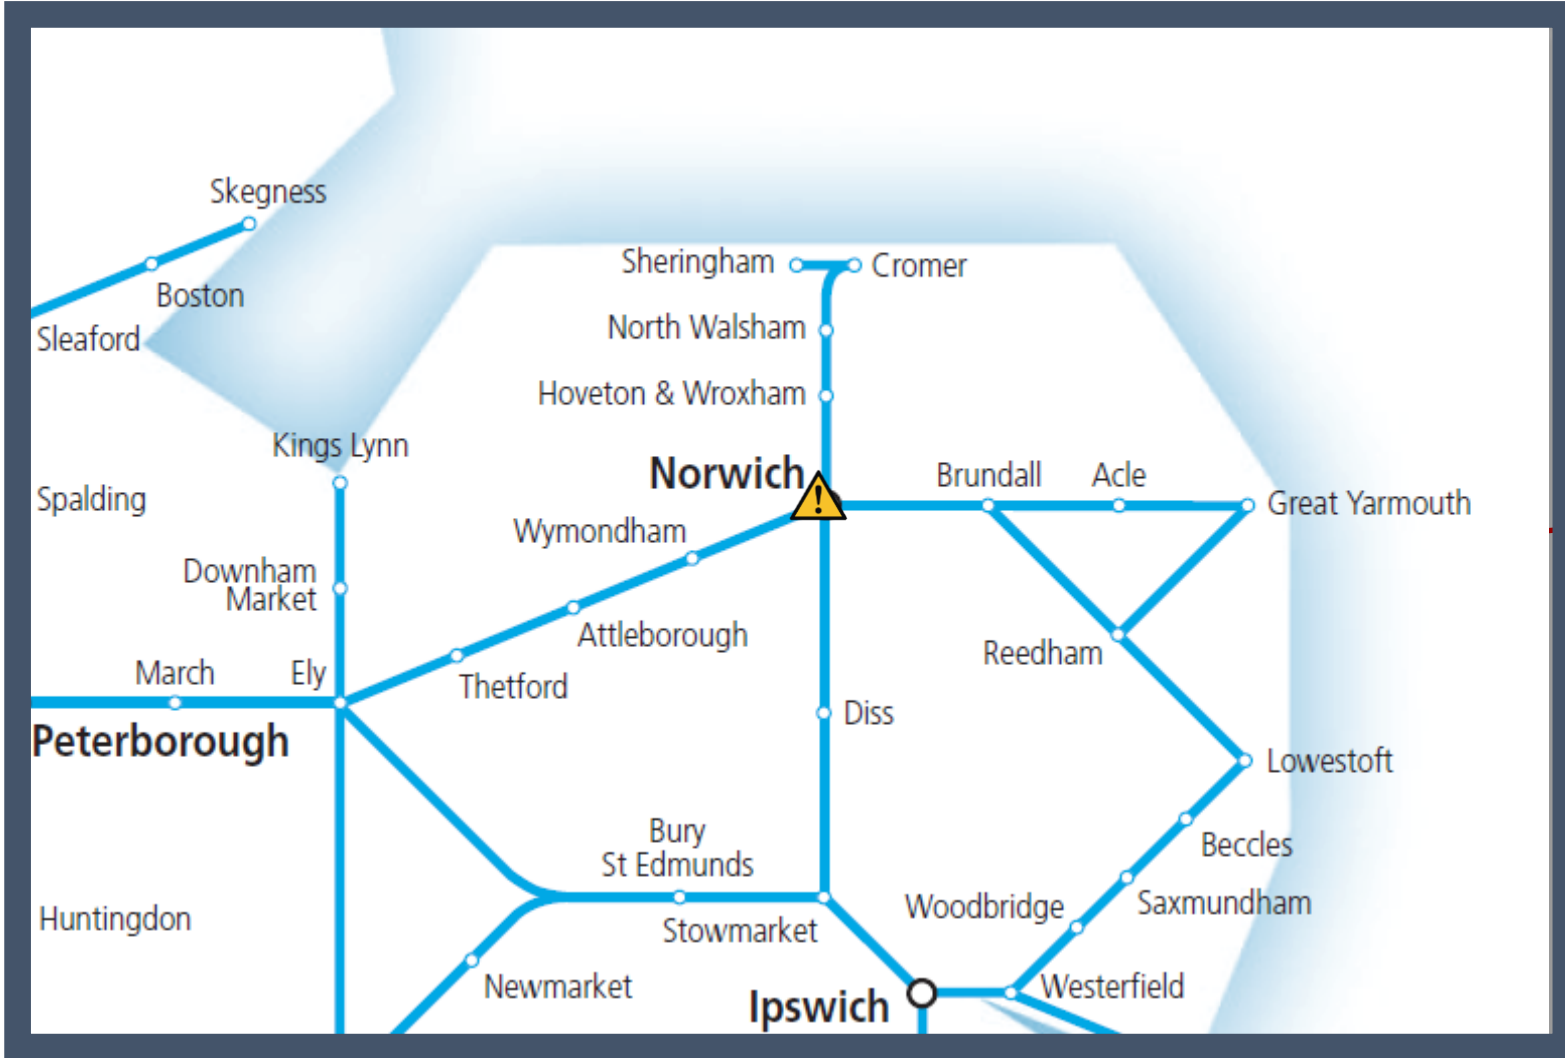 Skegness
Boston
Sleaford
Sheringham
Cromer
North Walsham
Hoveton & Wroxham
Kings Lynn
Norwich
!
Brundall
Acle
Great Yarmouth
Spalding
Wymondham
Downham
Market
Attleborough
Reedham
March
Ely
Thetford
Diss
Peterborough
Lowestoft
Bury
St Edmunds
Beccles
Huntingdon
Woodbridge
Saxmundham
Stowmarket
Newmarket
Ipswich
Westerfield